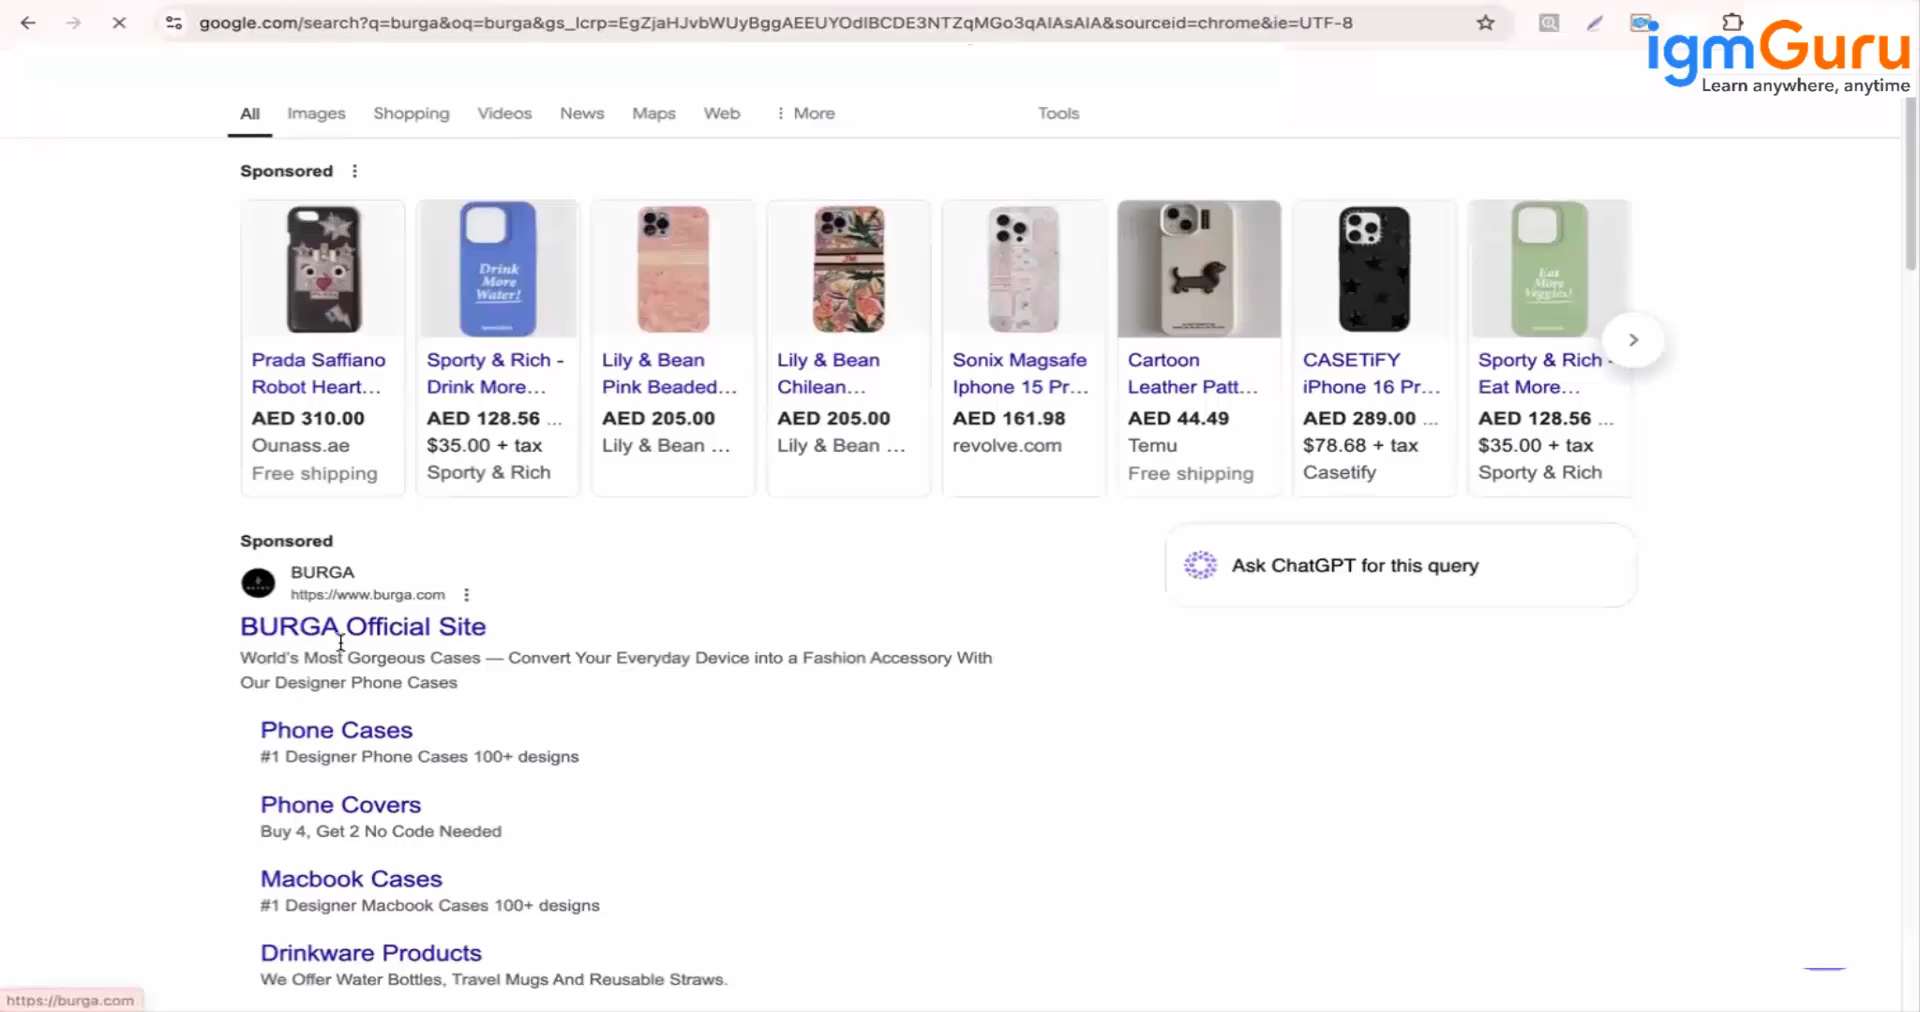 google.com/search?q=burga&oq=burga&gs_lcrp=EgZjaHJvbWUyBggAEEUYOdIBCDE3NTZqMGo3qAIAsAIA&sourceid=chrome&ie=UTF-8
igmGuru
Learn anywhere, anytime
All Images Shopping Videos News Maps Web More Tools
Sponsored
Drink
More
Water!
Eat
More
Veggies!
Prada Saffiano
Robot Heart...
AED 310.00
Ounass.ae
Free shipping
Sporty & Rich -
Drink More...
AED 128.56 ...
$35.00 + tax
Sporty & Rich
Lily & Bean
Pink Beaded...
AED 205.00
Lily & Bean ...
Lily & Bean
Chilean...
AED 205.00
Lily & Bean ...
Sonix Magsafe
Iphone 15 Pr...
AED 161.98
revolve.com
Cartoon
Leather Patt...
AED 44.49
Temu
Free shipping
CASETiFY
iPhone 16 Pr...
AED 289.00 ...
$78.68 + tax
Casetify
Sporty & Rich -
Eat More...
AED 128.56 ...
$35.00 + tax
Sporty & Rich
Sponsored
BURGA
https://www.burga.com
BURGA Official Site
World's Most Gorgeous Cases — Convert Your Everyday Device into a Fashion Accessory With
Our Designer Phone Cases
Phone Cases
#1 Designer Phone Cases 100+ designs
Phone Covers
Buy 4, Get 2 No Code Needed
Macbook Cases
#1 Designer Macbook Cases 100+ designs
Drinkware Products
We Offer Water Bottles, Travel Mugs And Reusable Straws.
Ask ChatGPT for this query
https://burga.com